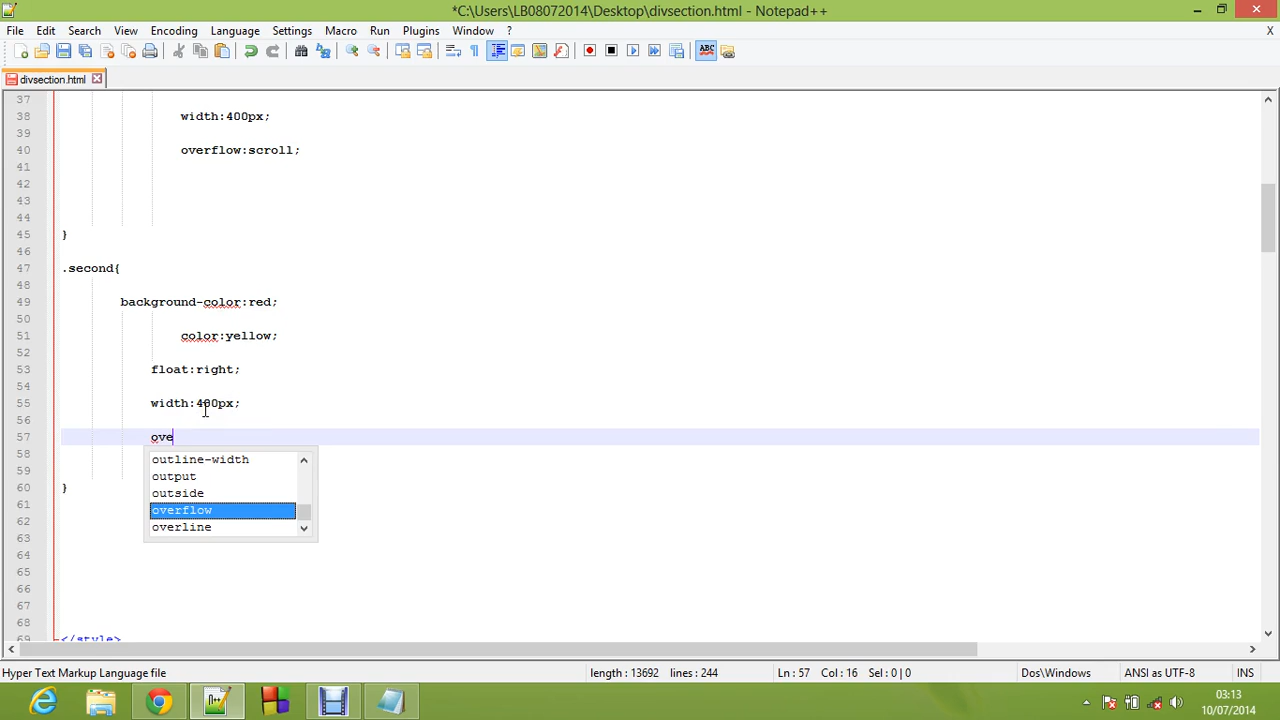 *C:\Users\LB08072014\Desktop\divsection.html - Notepad++
File Edit Search View Encoding Language Settings Macro Run Plugins Window ? X
divsection.html
37
38 width:400px;
39
40 overflow:scroll;
41
42
43
44
45 }
46
47 .second{
48
49 background-color:red;
50
51 color:yellow;
52
53 float:right;
54
55 width:400px;
56
57 ove
58 outline-width
output
59 outside
60 }
overflow
61 overline
62
63
64
65
66
67
68
69 </style>
Hyper Text Markup Language file length : 13692 lines : 244 Ln : 57 Col : 16 Sel : 0 | 0 Dos\Windows ANSI as UTF-8 INS
03:13
10/07/2014